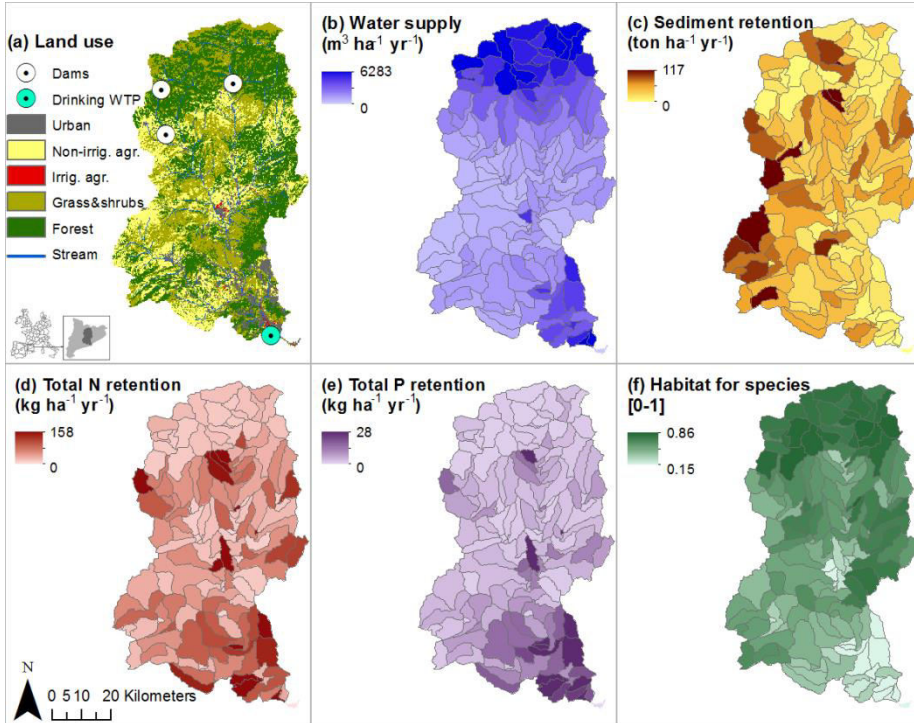 (a) Land use
Dams
Drinking WTP
Urban
Non-irrig. agr.
Irrig. agr.
Grass&shrubs
Forest
Stream
(b) Water supply
(m³ ha⁻¹ yr⁻¹)
6283
0
(c) Sediment retention
(ton ha⁻¹ yr⁻¹)
117
0
(d) Total N retention
(kg ha⁻¹ yr⁻¹)
158
0
N
0 5 10 20 Kilometers
(e) Total P retention
(kg ha⁻¹ yr⁻¹)
28
0
(f) Habitat for species
[0-1]
0.86
0.15